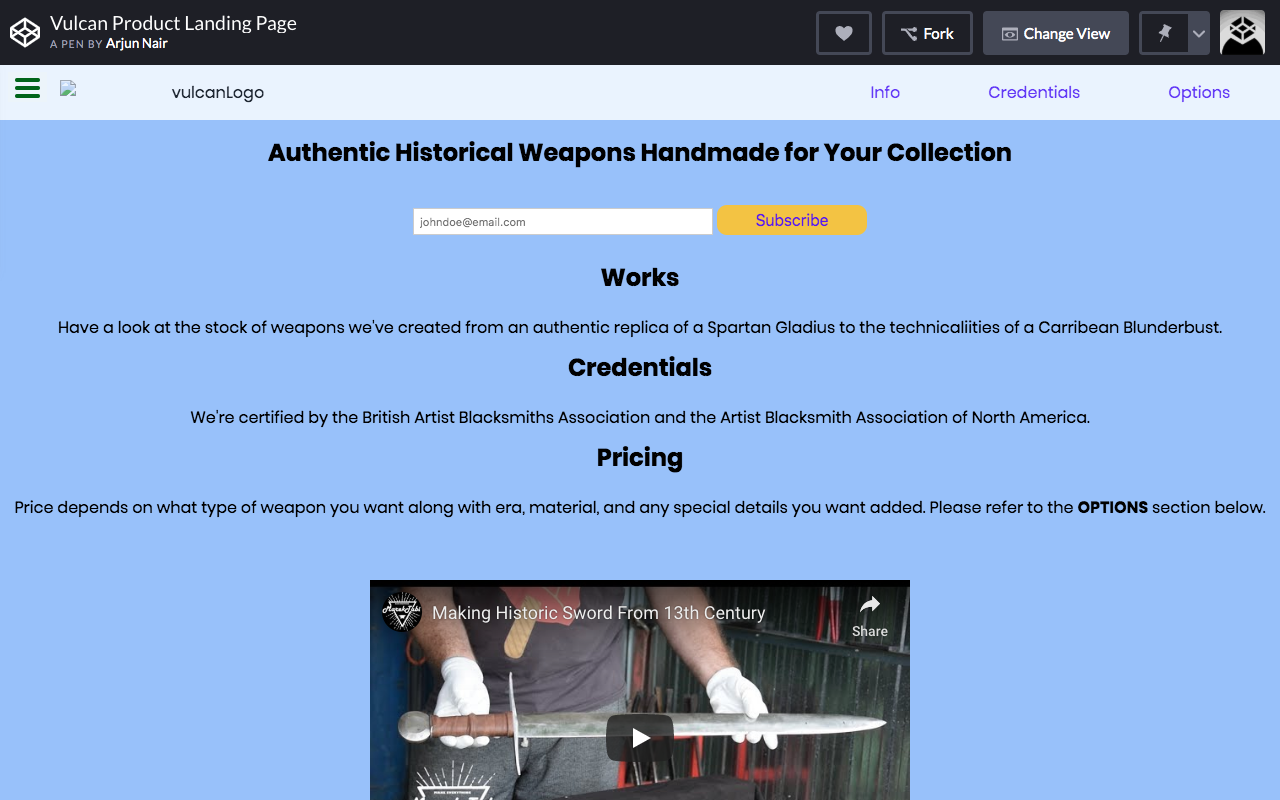 Vulcan Product Landing Page
A PEN BY Arjun Nair
Fork
Change View
vulcanLogo
Info
Credentials
Options
Authentic Historical Weapons Handmade for Your Collection
johndoe@email.com
Subscribe
Works
Have a look at the stock of weapons we've created from an authentic replica of a Spartan Gladius to the technicaliities of a Carribean Blunderbust.
Credentials
We're certified by the British Artist Blacksmiths Association and the Artist Blacksmith Association of North America.
Pricing
Price depends on what type of weapon you want along with era, material, and any special details you want added. Please refer to the OPTIONS section below.
Making Historic Sword From 13th Century
Share